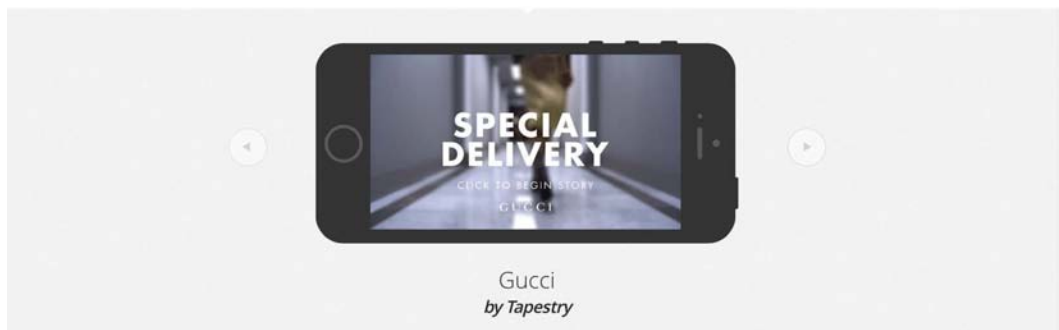 SPECIAL
DELIVERY
CLICK TO BEGIN STORY
GUCCI
Gucci
by Tapestry